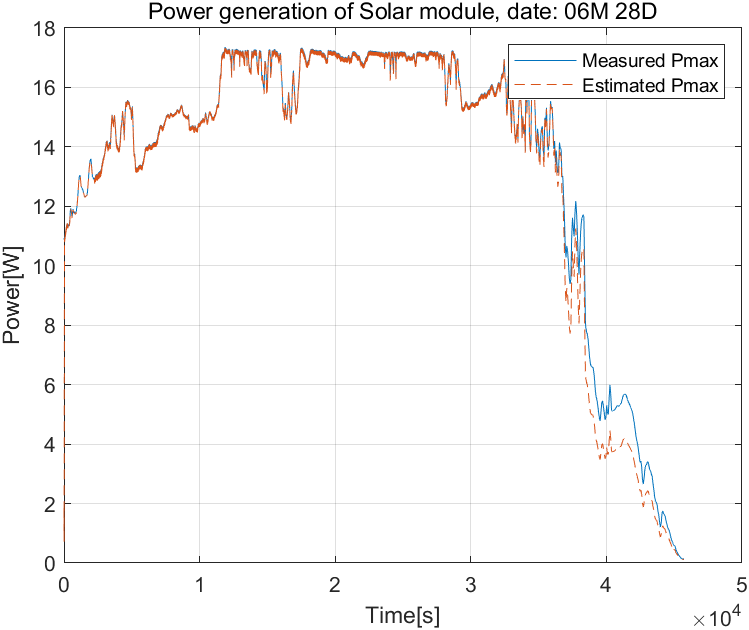 Power generation of Solar module, date: 06M 28D
Measured Pmax
Estimated Pmax
18
16
14
12
10
8
6
4
2
0
Power[W]
0 1 2 3 4 5
Time[s]
×10^4